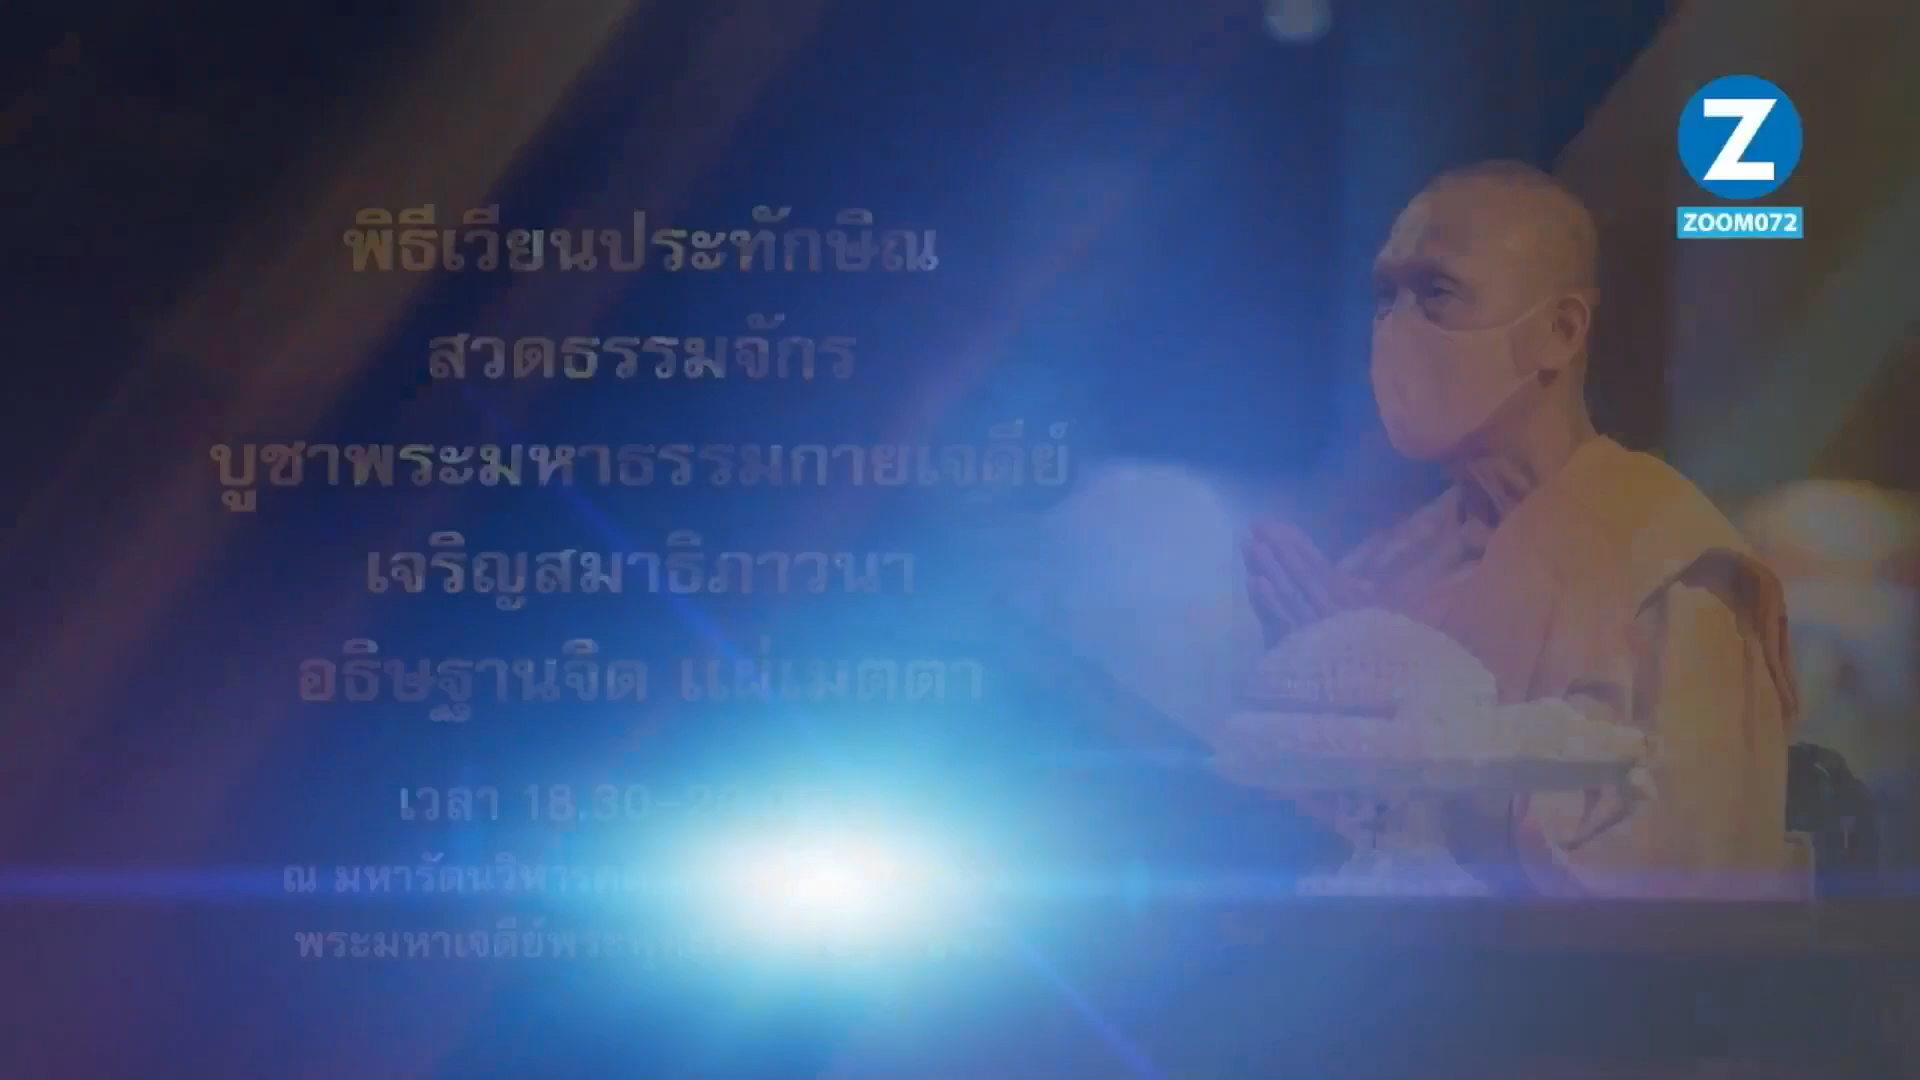 Z
ZOOM072
พิธีเวียนประทักษิณ
สวดธรรมจักร
บูชาพระมหาธรรมกายเจดีย์
เจริญสมาธิภาวนา
อธิษฐานจิต แผ่เมตตา
เวลา 18.30-
ณ มหารัตนวิหารคด
พระมหาเจดีย์